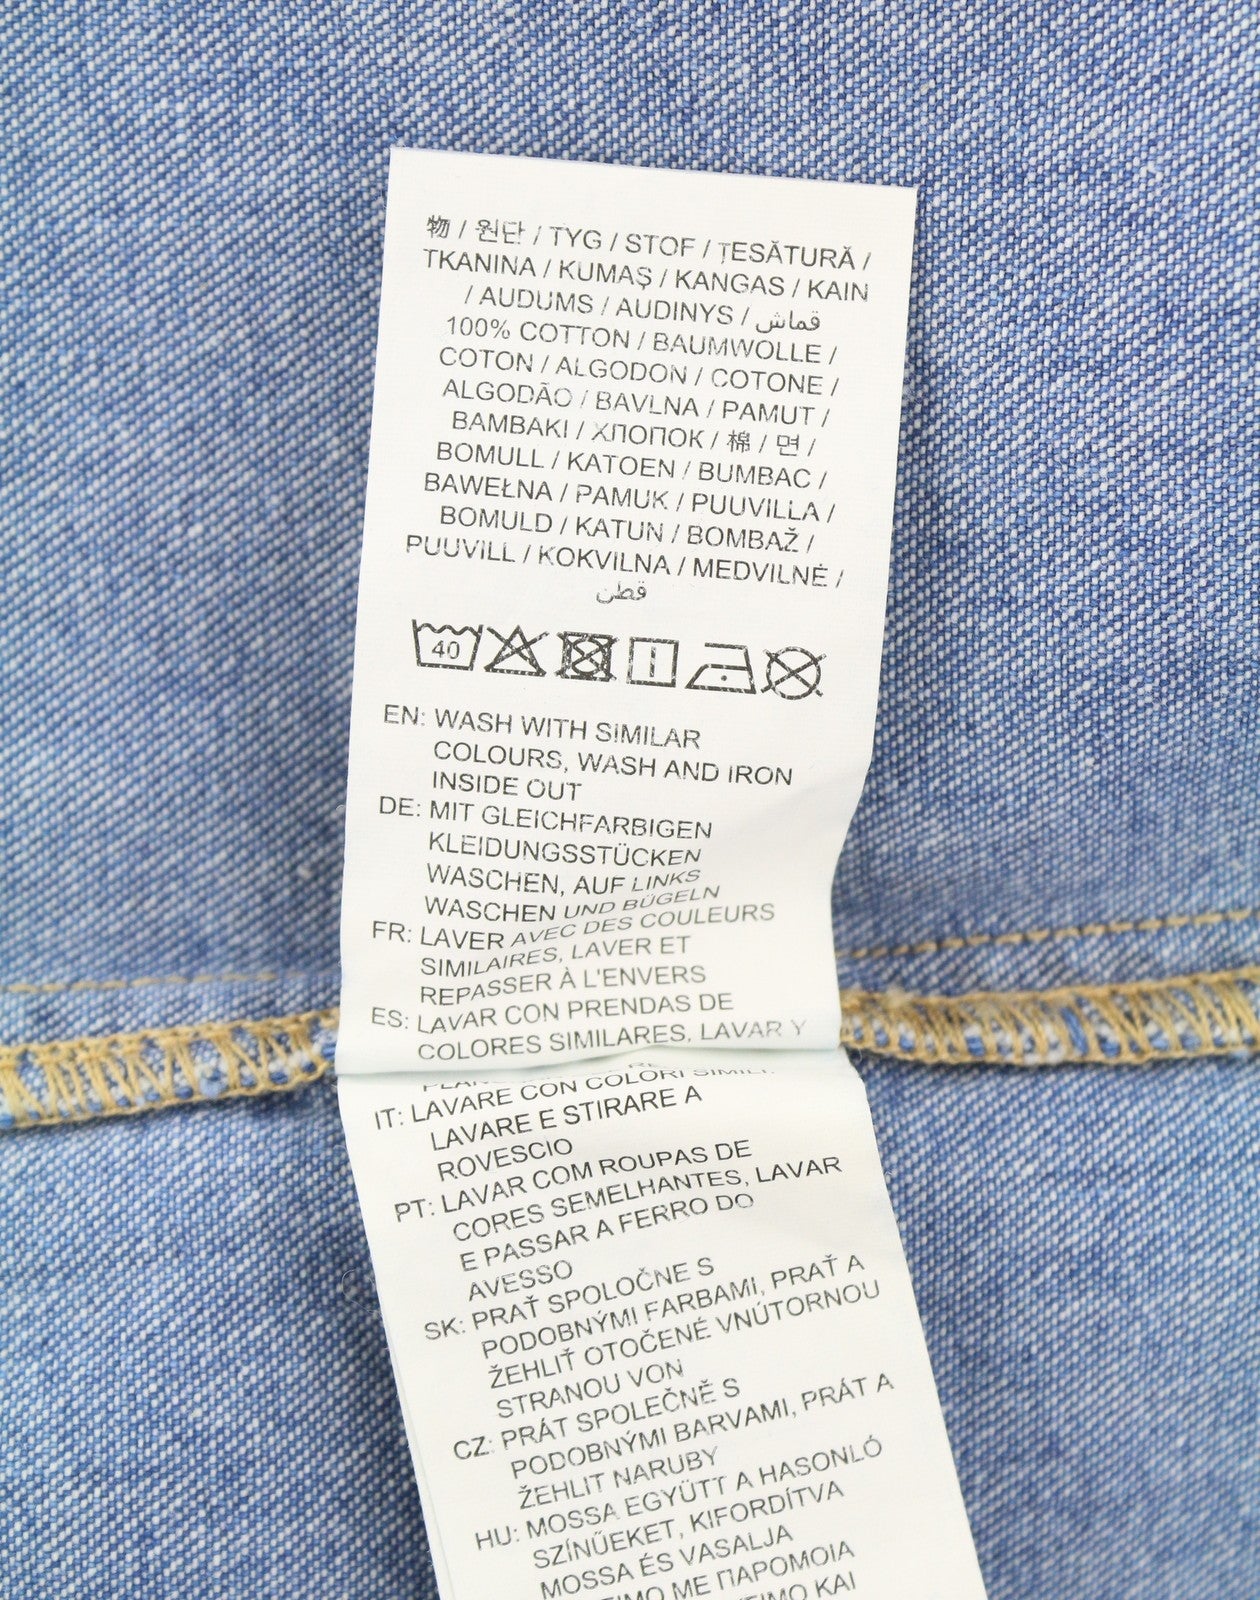 物 / 원단 / TYG / STOF / ȚESĂTURĂ /
TKANINA / KUMAŞ / KANGAS / KAIN
/ AUDUMS / AUDINYS / قماش
100% COTTON / BAUMWOLLE /
COTON / ALGODON / COTONE /
ALGODÃO / BAVLNA / PAMUT /
BAMBAKI / ХЛОПОК / 棉 / 면 /
BOMULL / KATOEN / BUMBAC /
BAWEŁNA / PAMUK / PUUVILLA /
BOMULD / KATUN / BOMBAŽ /
PUUVILL / KOKVILNA / MEDVILNĖ /
قطن
40
EN: WASH WITH SIMILAR
COLOURS, WASH AND IRON
INSIDE OUT
DE: MIT GLEICHFARBIGEN
KLEIDUNGSSTÜCKEN
WASCHEN, AUF LINKS
WASCHEN UND BÜGELN
FR: LAVER AVEC DES COULEURS
SIMILAIRES, LAVER ET
REPASSER À L'ENVERS
ES: LAVAR CON PRENDAS DE
COLORES SIMILARES, LAVAR Y
IT: LAVARE CON COLORI
LAVARE E STIRARE A
ROVESCIO
PT: LAVAR COM ROUPAS DE
CORES SEMELHANTES, LAVAR
E PASSAR A FERRO DO
AVESSO
SK: PRAŤ SPOLOČNE S
PODOBNÝMI FARBAMI, PRAŤ A
ŽEHLIŤ OTOČENÉ VNÚTORNOU
STRANOU VON
CZ: PRÁT SPOLEČNĚ S
PODOBNÝMI BARVAMI, PRÁT A
ŽEHLIT NARUBY
HU: MOSSA EGYÜTT A HASONLÓ
SZÍNŰEKET, KIFORDÍTVA
MOSSA ÉS VASALJA
ΜΕ ΠΑΡΟΜΟΙΑ
ΚΑΙ